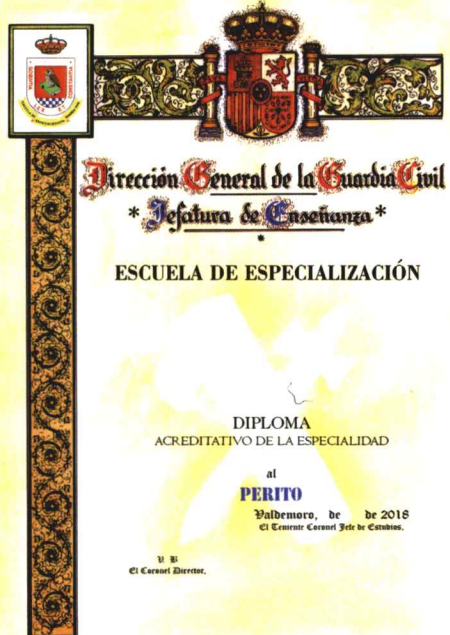 Dirección General de la Guardia Civil
* Jefatura de Enseñanza *
*
ESCUELA DE ESPECIALIZACIÓN
DIPLOMA
ACREDITATIVO DE LA ESPECIALIDAD
al
PERITO
Valdemoro, de de 2018
El Teniente Coronel Jefe de Estudios,
V B
El Coronel Director,